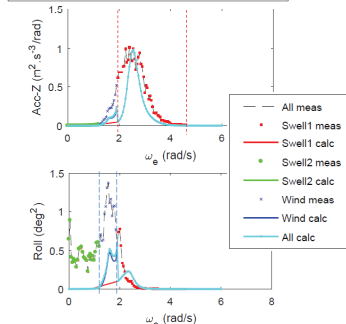 Acc-Z (m².s⁻³/rad)
1.5
1
0.5
0
0 2 4 6 8
ωe (rad/s)
All meas
Swell1 meas
Swell1 calc
Swell2 meas
Swell2 calc
Wind meas
Wind calc
All calc
Roll (deg²)
1.5
1
0.5
0
0 2 4 6 8
ωe (rad/s)